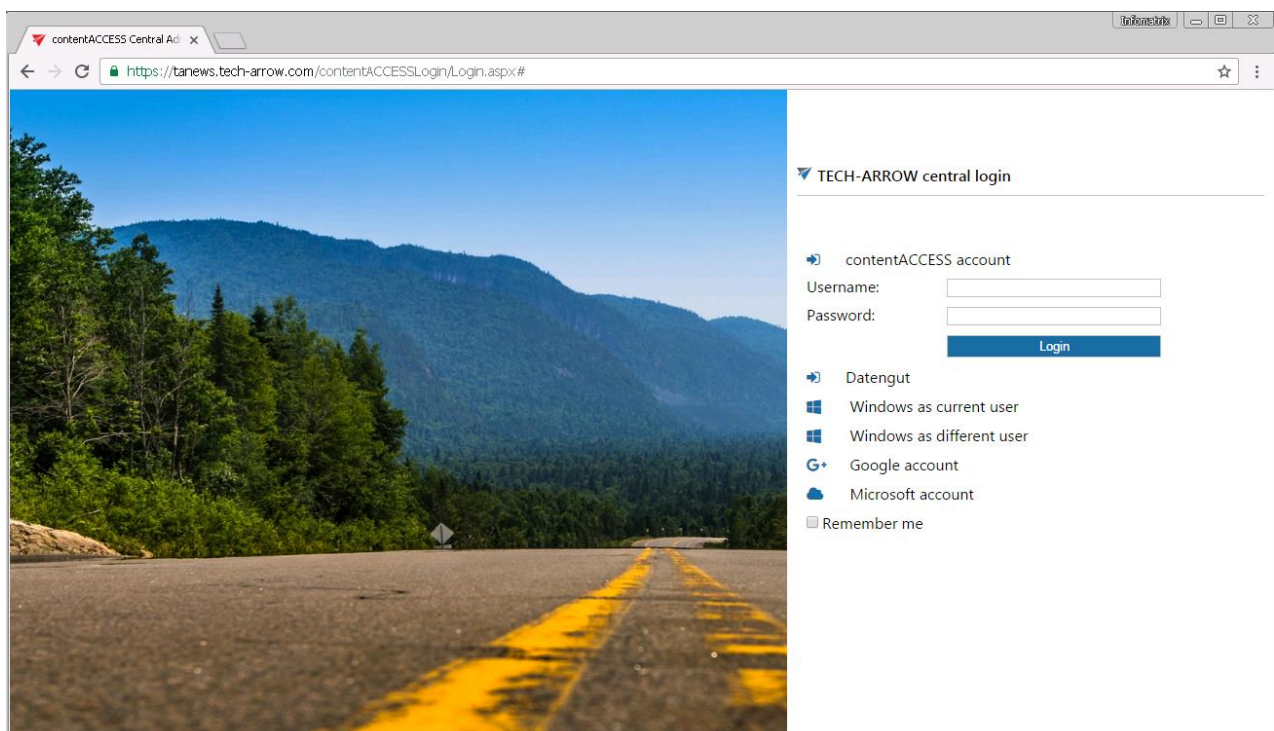 Infometrix
contentACCESS Central Ad
https://tanews.tech-arrow.com/contentACCESSLogin/Login.aspx#
TECH-ARROW central login
contentACCESS account
Username:
Password:
Login
Datengut
Windows as current user
Windows as different user
G+ Google account
Microsoft account
Remember me